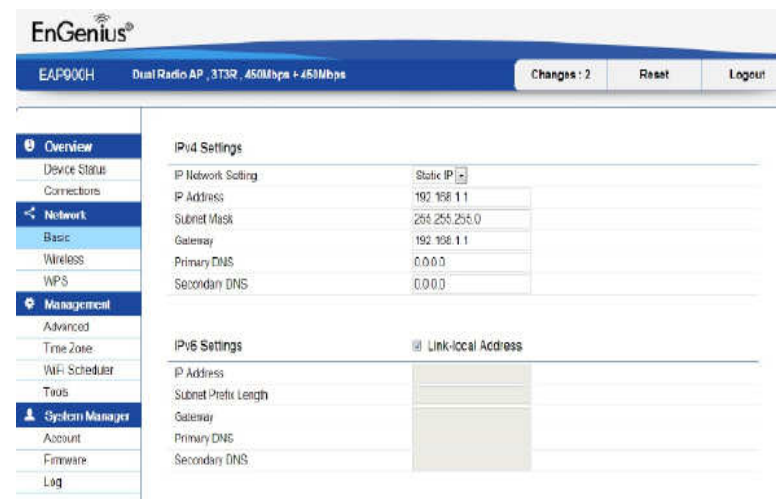 EnGenius®
EAP900H Dual Radio AP , 3T3R , 450Mbps + 450Mbps Changes : 2 Reset Logout
Overview
Device Status
Connections
Network
Basic
Wireless
WPS
Management
Advanced
Time Zone
WiFi Scheduler
Tools
System Manager
Account
Firmware
Log
IPv4 Settings
IP Network Setting Static IP
IP Address 192.168.1.1
Subnet Mask 255.255.255.0
Gateway 192.168.1.1
Primary DNS 0.0.0.0
Secondary DNS 0.0.0.0
IPv6 Settings Link-local Address
IP Address
Subnet Prefix Length
Gateway
Primary DNS
Secondary DNS